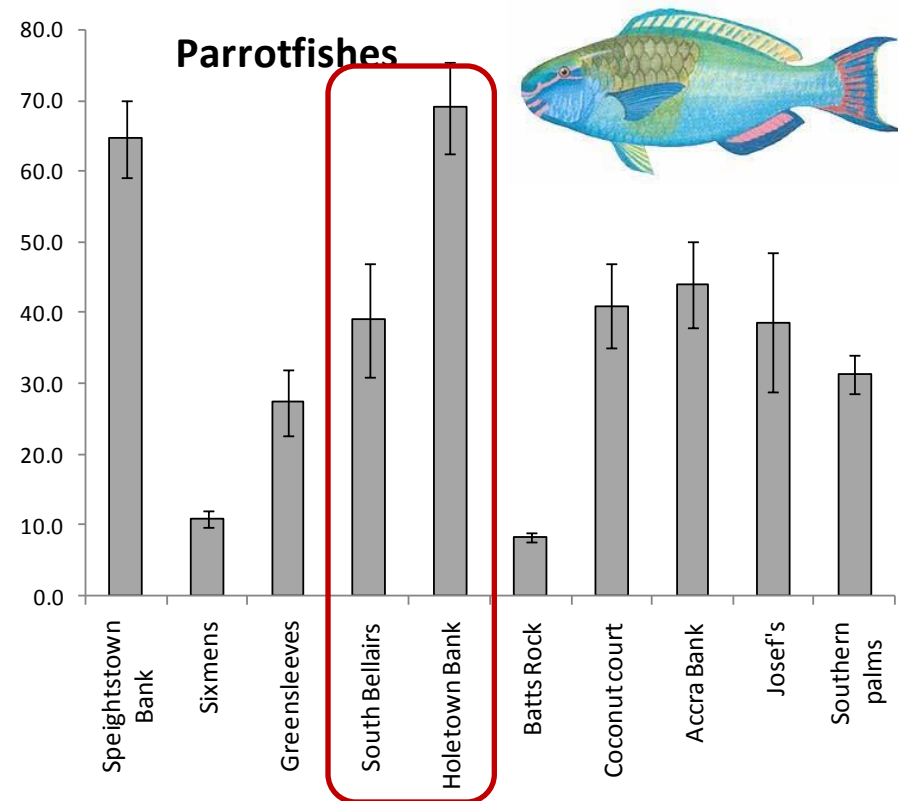 Parrotfishes
80.0
70.0
60.0
50.0
40.0
30.0
20.0
10.0
0.0
Speightstown
Bank
Sixmens
Greensleeves
South Bellairs
Holetown Bank
Batts Rock
Coconut court
Accra Bank
Josef's
Southern
palms